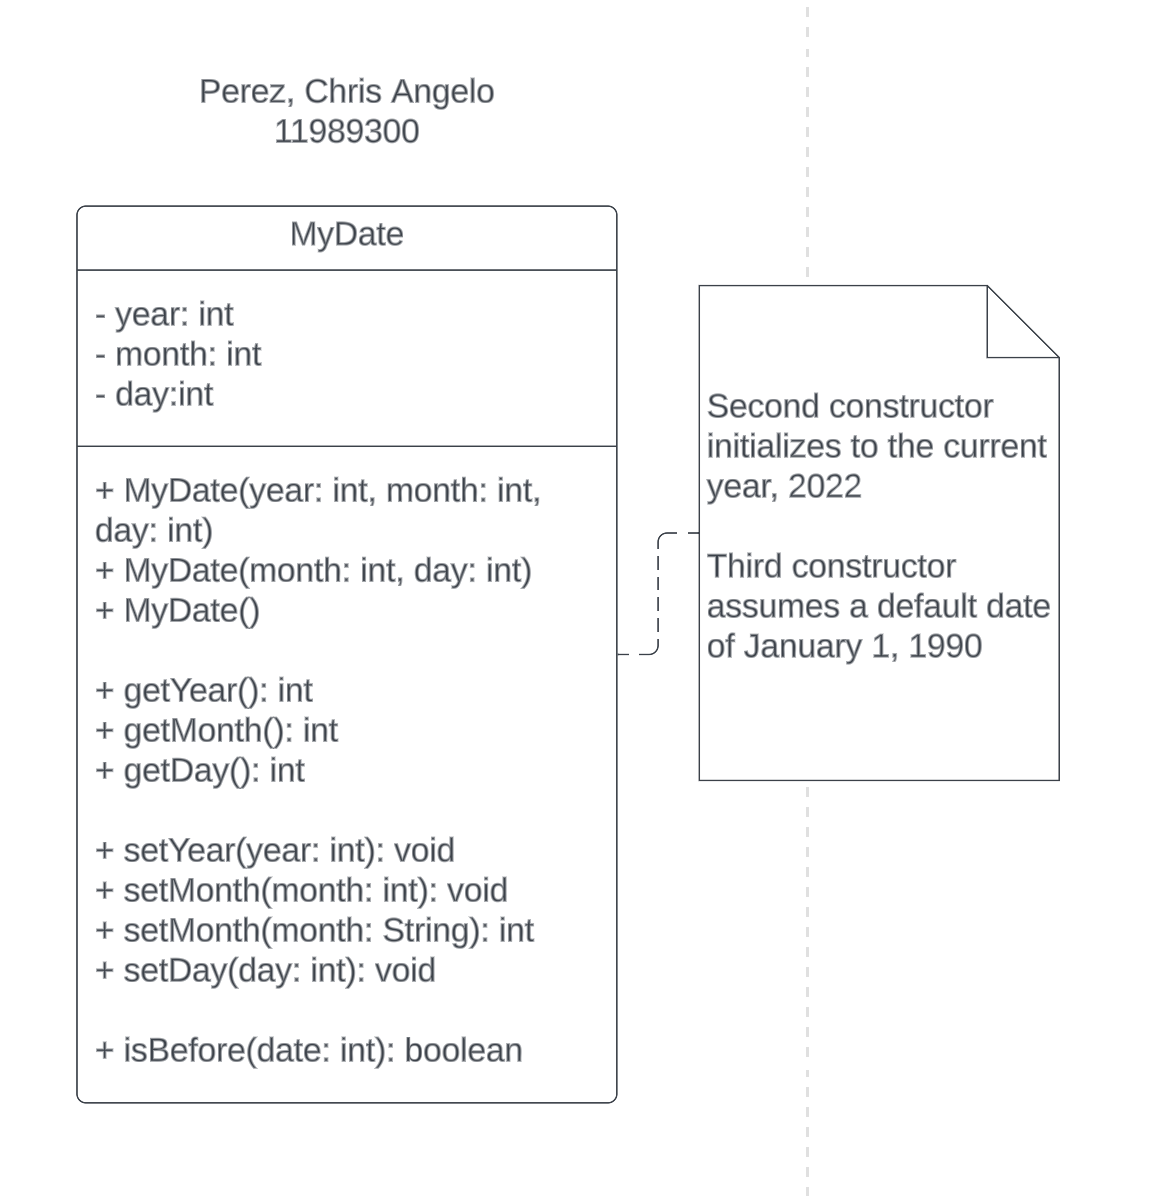 Perez, Chris Angelo
11989300
MyDate
- year: int
- month: int
- day:int
+ MyDate(year: int, month: int,
day: int)
+ MyDate(month: int, day: int)
+ MyDate()
+ getYear(): int
+ getMonth(): int
+ getDay(): int
+ setYear(year: int): void
+ setMonth(month: int): void
+ setMonth(month: String): int
+ setDay(day: int): void
+ isBefore(date: int): boolean
Second constructor
initializes to the current
year, 2022
Third constructor
assumes a default date
of January 1, 1990